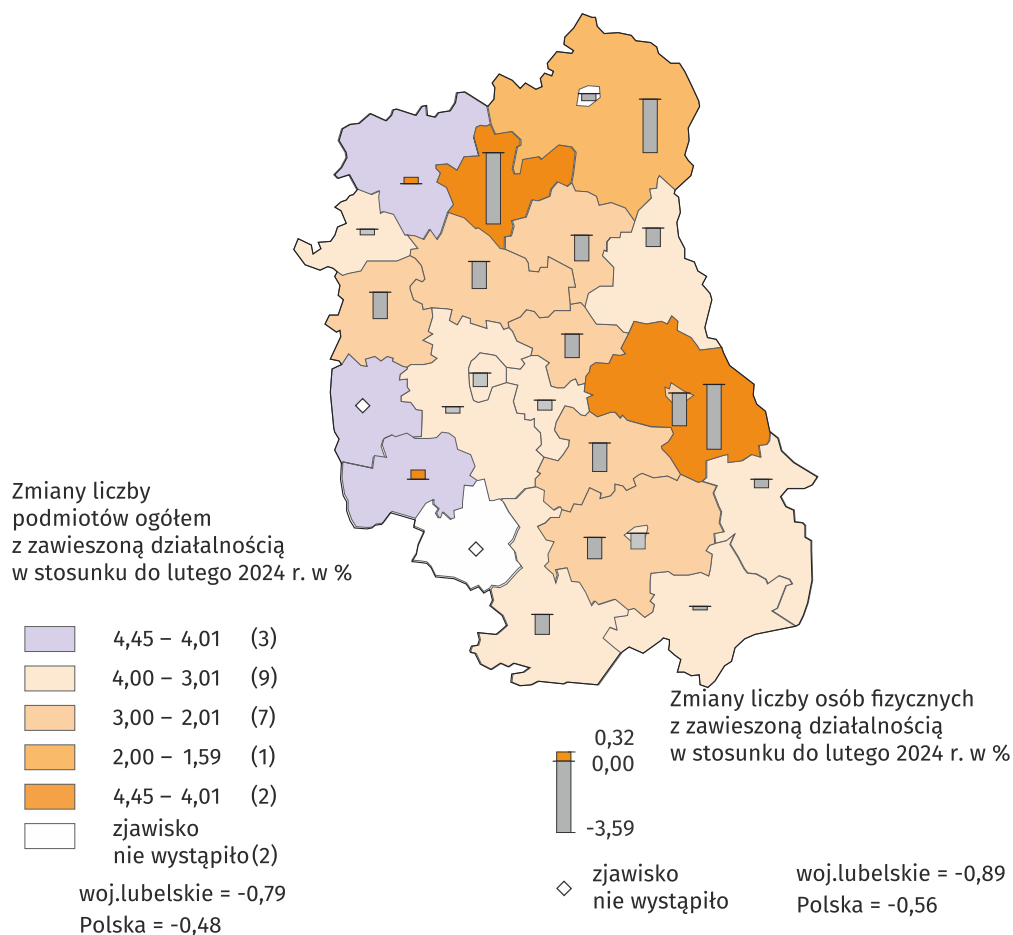 Zmiany liczby
podmiotów ogółem
z zawieszoną działalnością
w stosunku do lutego 2024 r. w %
4,45 – 4,01 (3)
4,00 – 3,01 (9)
3,00 – 2,01 (7)
2,00 – 1,59 (1)
4,45 – 4,01 (2)
zjawisko
nie wystąpiło (2)
woj.lubelskie = -0,79
Polska = -0,48
Zmiany liczby osób fizycznych
z zawieszoną działalnością
w stosunku do lutego 2024 r. w %
0,32
0,00
-3,59
zjawisko
nie wystąpiło
woj.lubelskie = -0,89
Polska = -0,56